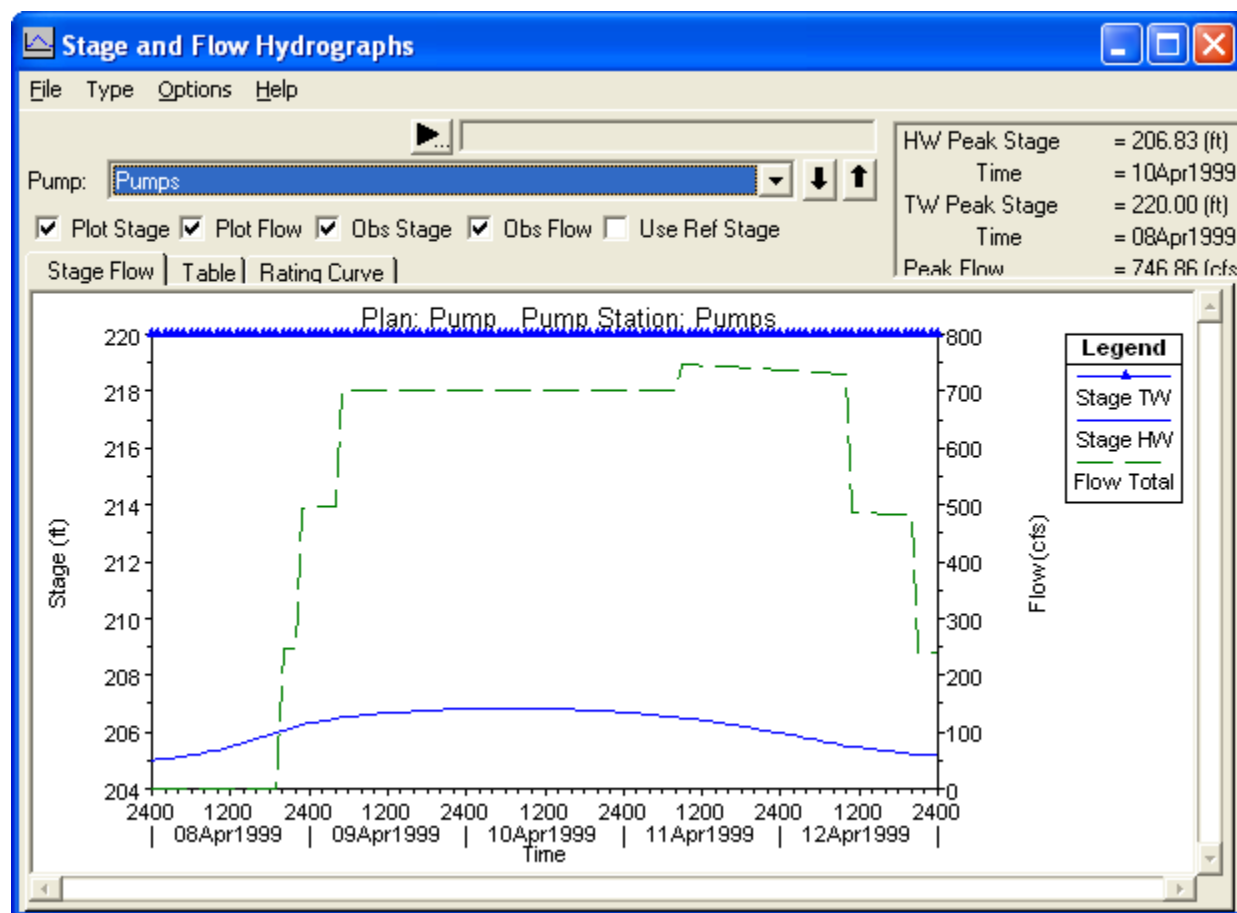 Stage and Flow Hydrographs
File Type Options Help
Pump: Pumps
Plot Stage Plot Flow Obs Stage Obs Flow Use Ref Stage
HW Peak Stage = 206.83 (ft)
Time = 10Apr1999
TW Peak Stage = 220.00 (ft)
Time = 08Apr1999
Peak Flow = 746.86 (cfs
Stage Flow Table Rating Curve
Plan: Pump Pump Station: Pumps
220
218
216
214
212
210
208
206
204
Stage (ft)
800
700
600
500
400
300
200
100
0
Flow (cfs)
2400 1200 2400 1200 2400 1200 2400 1200 2400 1200 2400
08Apr1999 09Apr1999 10Apr1999 11Apr1999 12Apr1999
Time
Legend
Stage TW
Stage HW
Flow Total